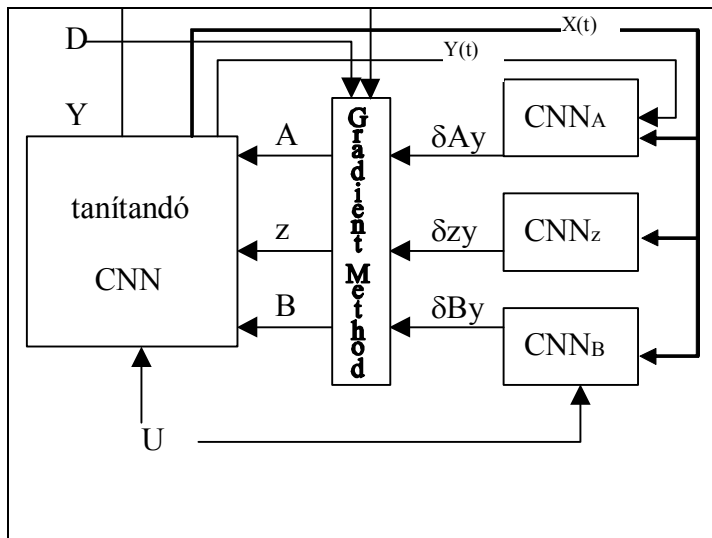 X(t)
D
Y(t)
Y
CNNA
A
δAy
tanítandó
CNN
Gradient Method
z
δzy
CNNz
B
δBy
CNNB
U